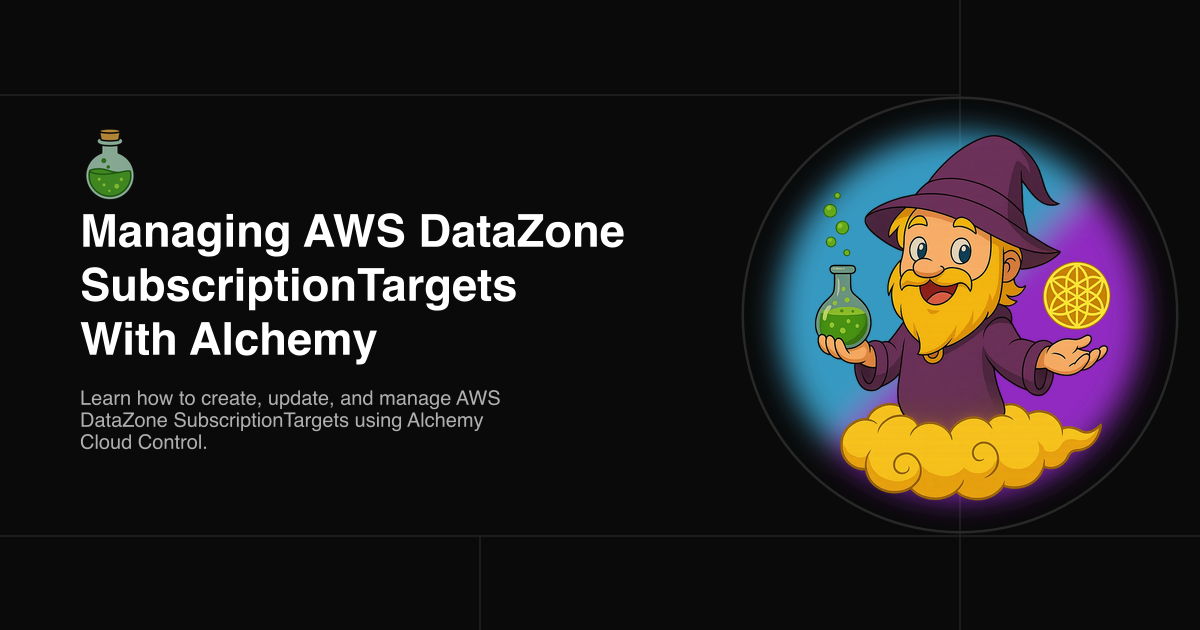 Managing AWS DataZone
SubscriptionTargets
With Alchemy
Learn how to create, update, and manage AWS
DataZone SubscriptionTargets using Alchemy
Cloud Control.